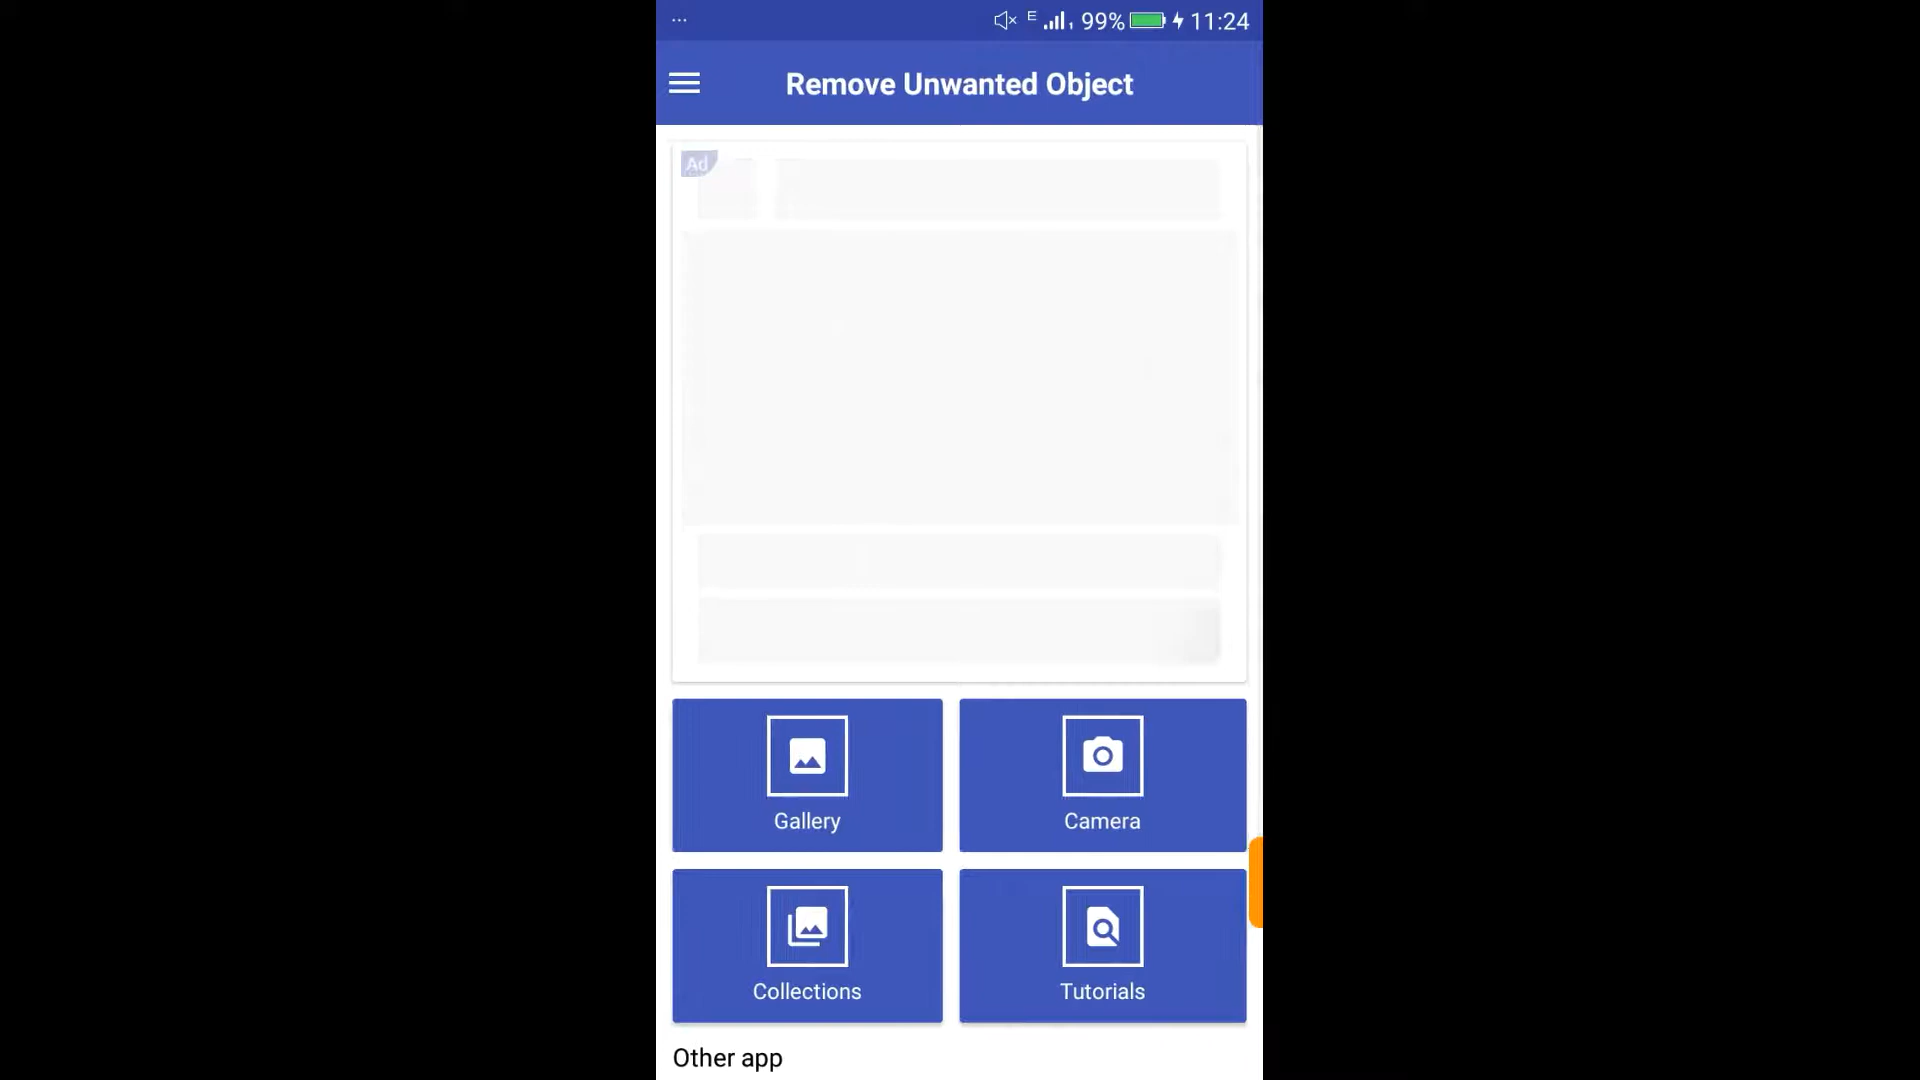 ... E 99% 11:24
Remove Unwanted Object
Ad
Gallery
Camera
Collections
Tutorials
Other app